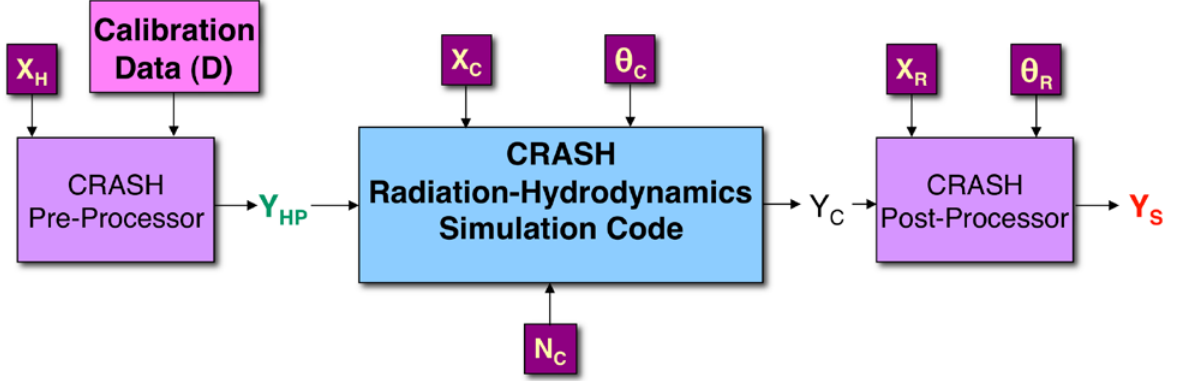 Calibration
Data (D)
X_H
X_C
θ_C
X_R
θ_R
CRASH
Pre-Processor
Y_HP
CRASH
Radiation-Hydrodynamics
Simulation Code
Y_C
CRASH
Post-Processor
Y_S
N_C